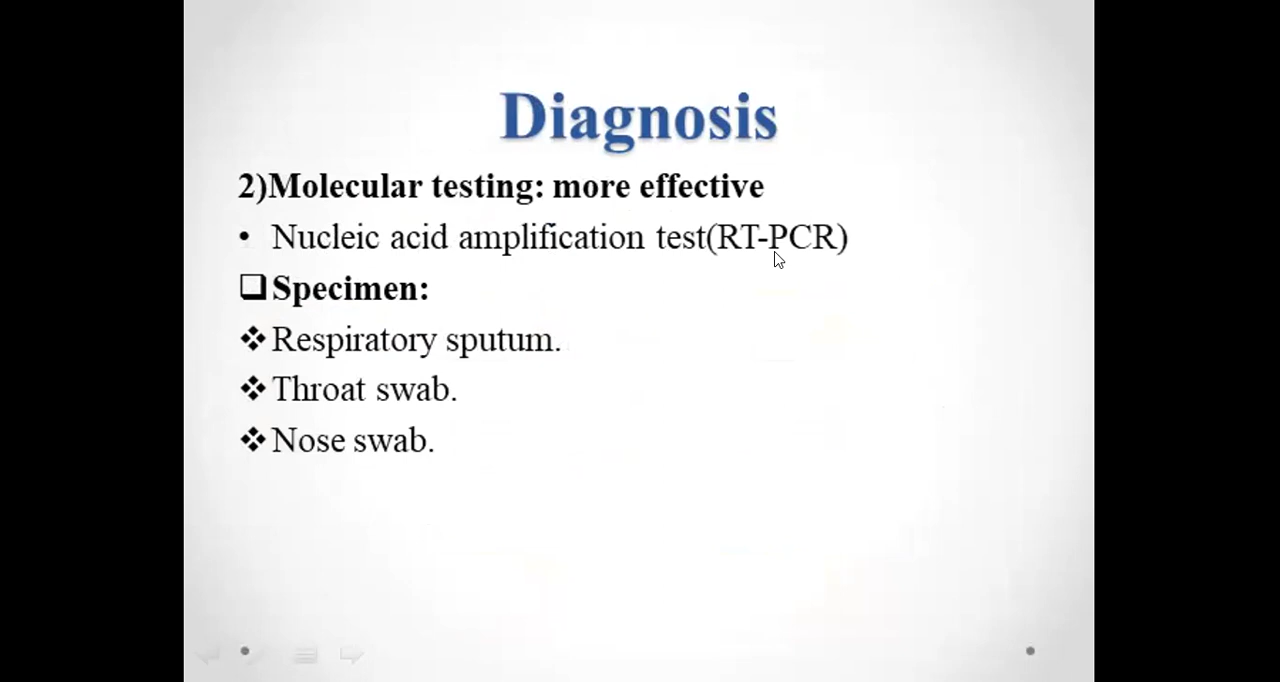 Diagnosis
2)Molecular testing: more effective
• Nucleic acid amplification test(RT-PCR)
❑Specimen:
❖Respiratory sputum.
❖Throat swab.
❖Nose swab.